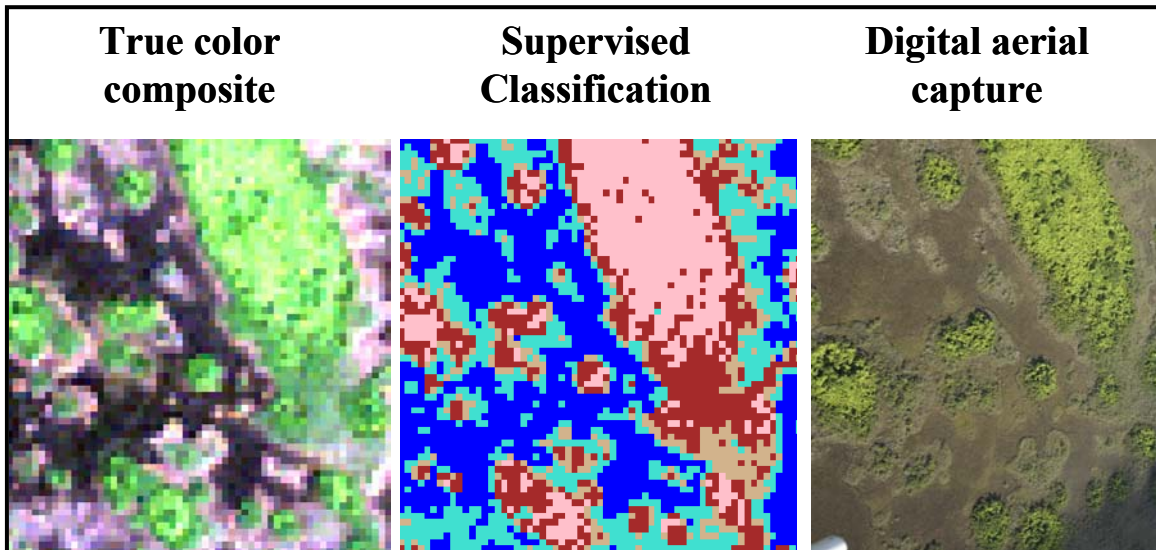 True color
composite
Supervised
Classification
Digital aerial
capture